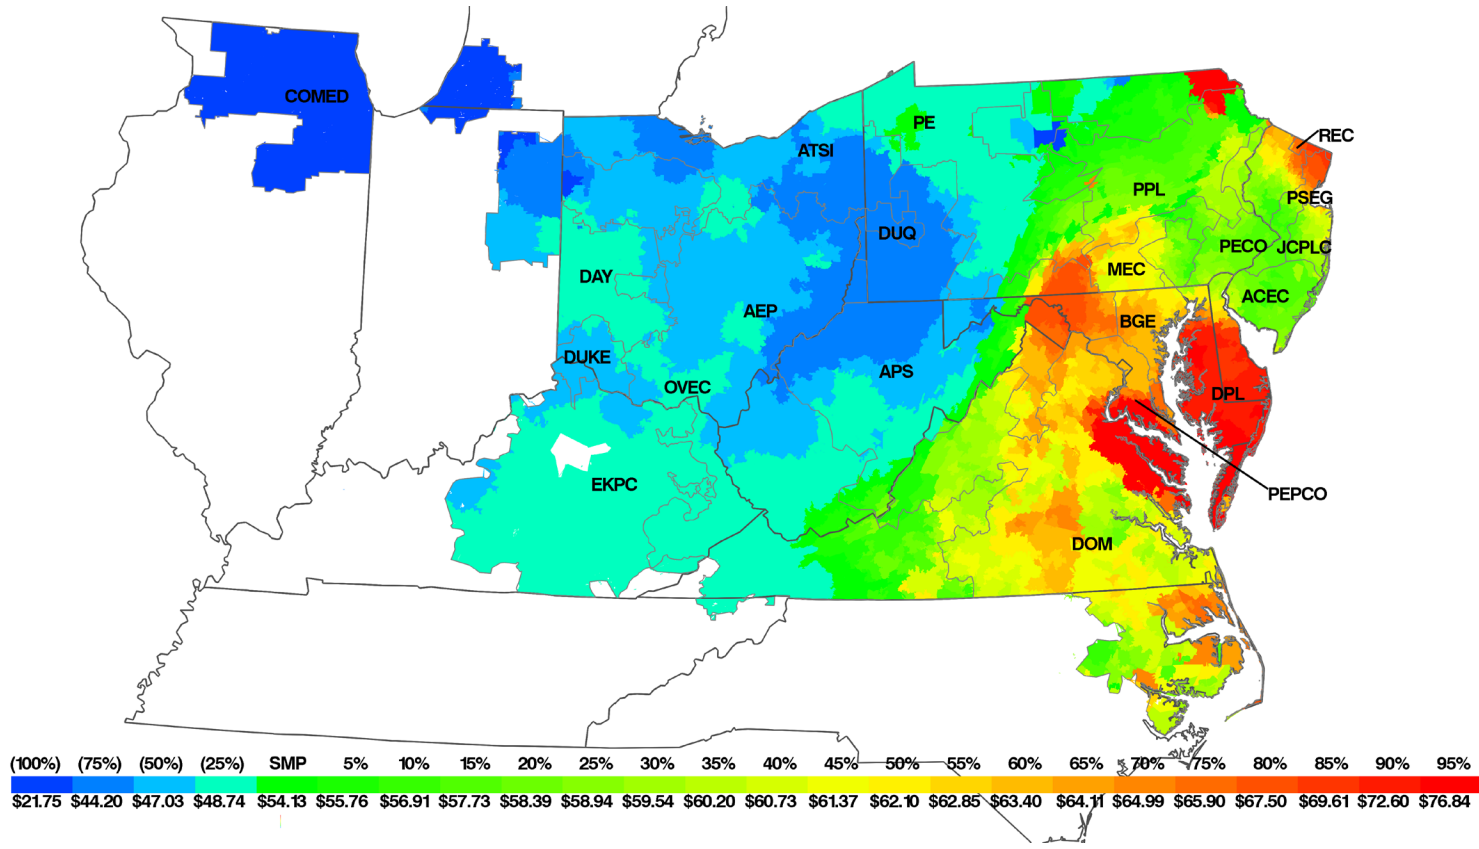 COMED
PE
REC
ATSI
PPL
PSEG
DUQ
PECO JCPLC
MEC
DAY
ACEC
AEP
BGE
DUKE
APS
OVEC
DPL
EKPC
PEPCO
DOM
(100%) (75%) (50%) (25%) SMP 5% 10% 15% 20% 25% 30% 35% 40% 45% 50% 55% 60% 65% 70% 75% 80% 85% 90% 95%
$21.75 $44.20 $47.03 $48.74 $54.13 $55.76 $56.91 $57.73 $58.39 $58.94 $59.54 $60.20 $60.73 $61.37 $62.10 $62.85 $63.40 $64.11 $64.99 $65.90 $67.50 $69.61 $72.60 $76.84